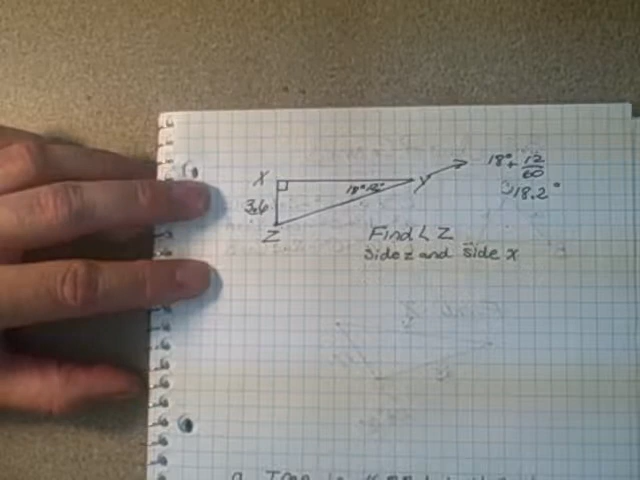 X
18° 12'
Y
18° + 12/60
18.2°
3.6
Z
Find ∠ Z
side z and side x